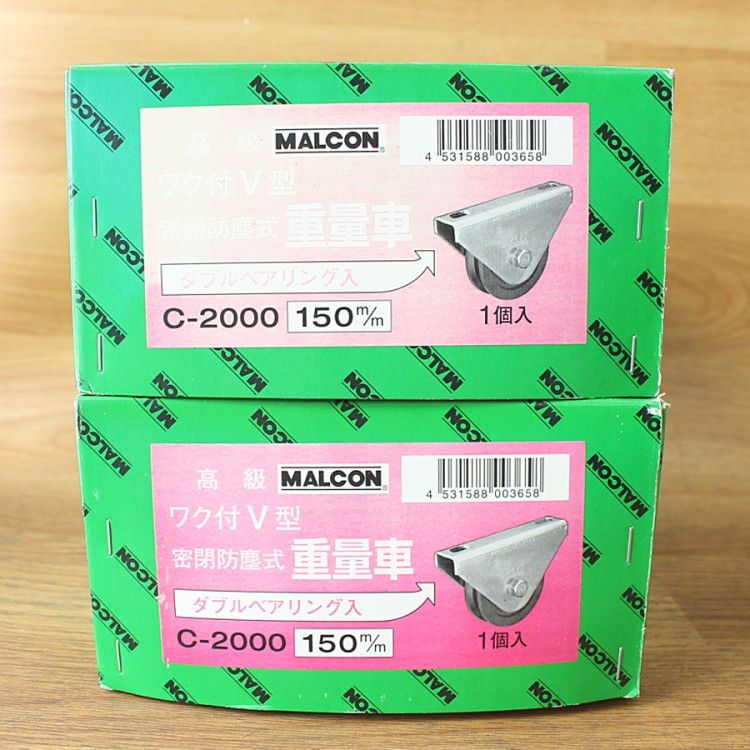 高級 MALCON
4 531588 003658
ワク付V型
密閉防塵式 重量車
ダブルベアリング入
C-2000 150m/m
1個入
高級 MALCON
4 531588 003658
ワク付V型
密閉防塵式 重量車
ダブルベアリング入
C-2000 150m/m
1個入